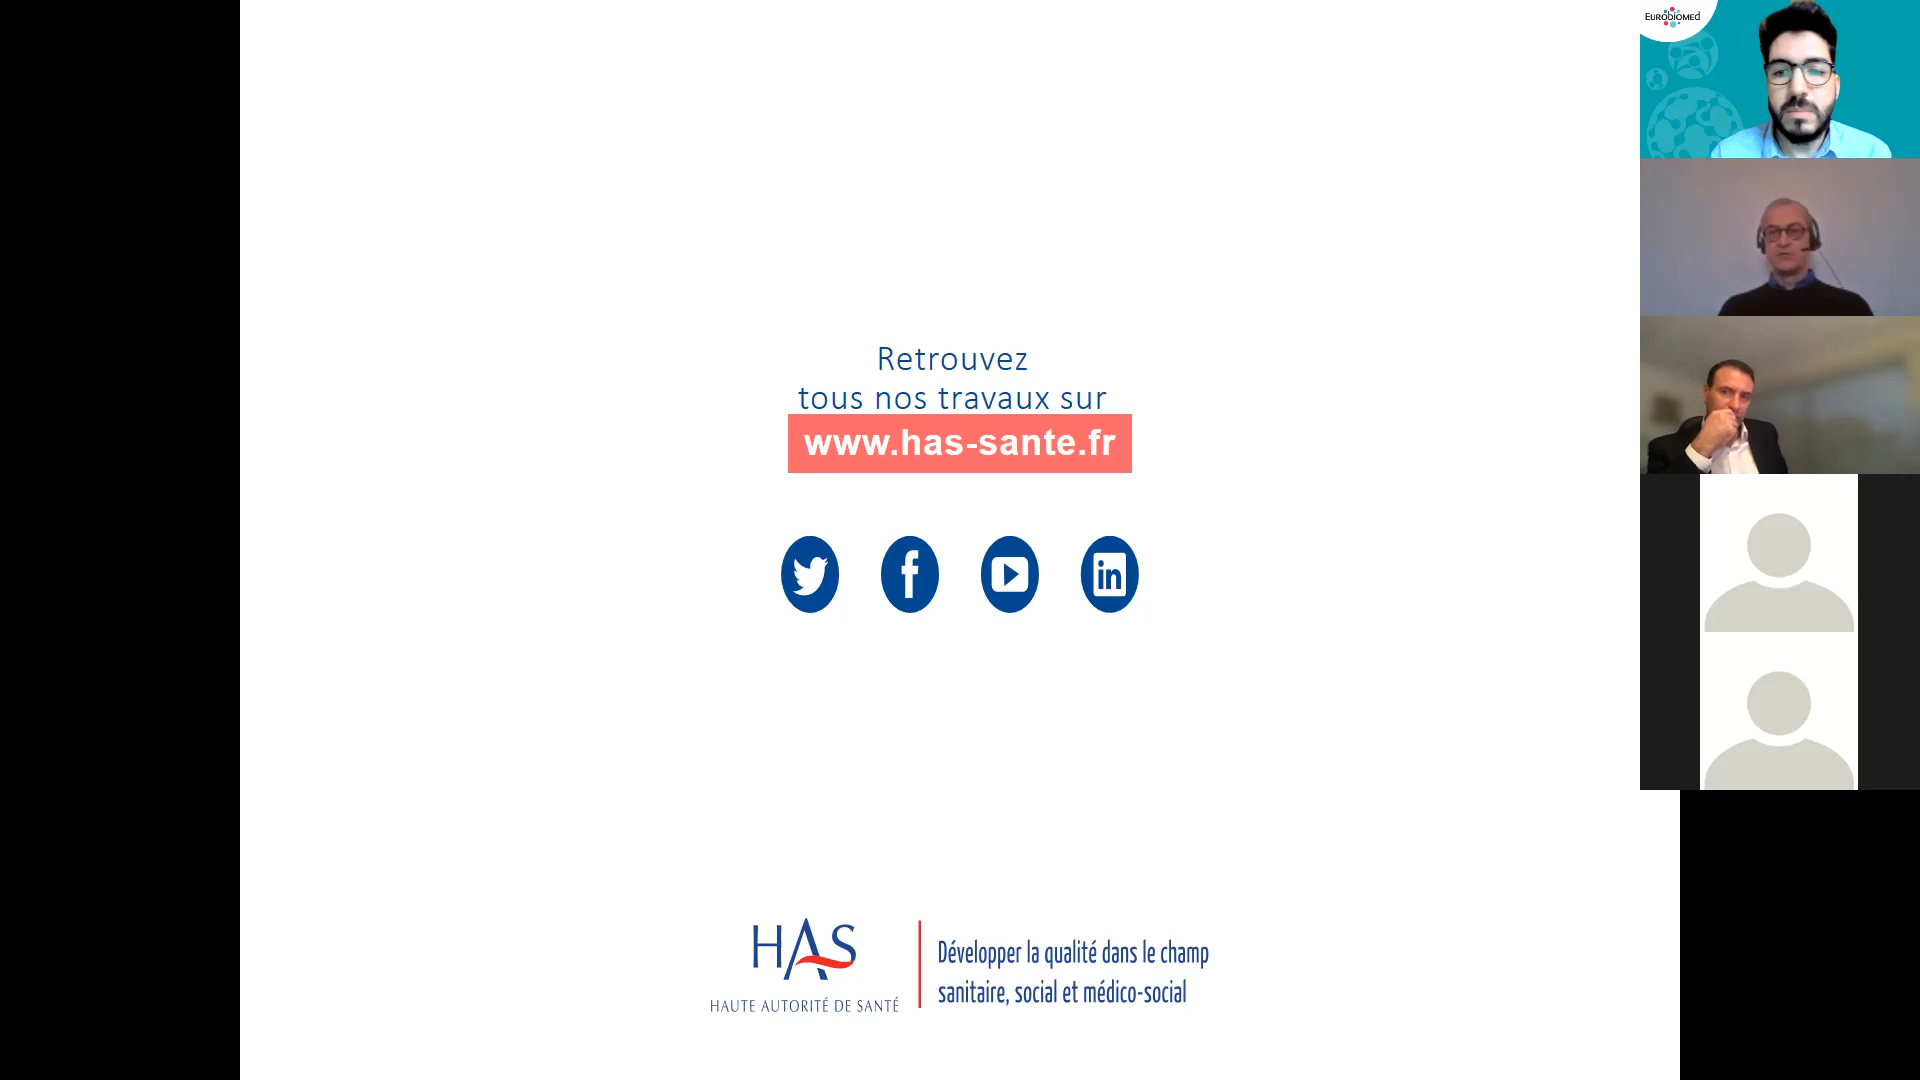 EUROBIOMED
Retrouvez
tous nos travaux sur
www.has-sante.fr
HAS
HAUTE AUTORITÉ DE SANTÉ
Développer la qualité dans le champ
sanitaire, social et médico-social